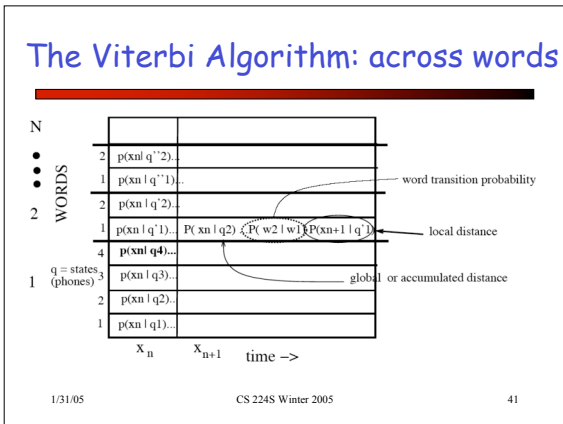 The Viterbi Algorithm: across words
N
2 p(xn| q``2)...
1 p(xn | q``1)...
word transition probability
WORDS
2
2 p(xn | q`2)...
1 p(xn | q`1)... P( xn | q2) . P( w2 | w1) P(xn+1 | q`1)
local distance
4 p(xn| q4)...
1
q = states
(phones)
3 p(xn | q3)...
global or accumulated distance
2 p(xn | q2)...
1 p(xn | q1)...
xn xn+1 time –>
1/31/05 CS 224S Winter 2005 41